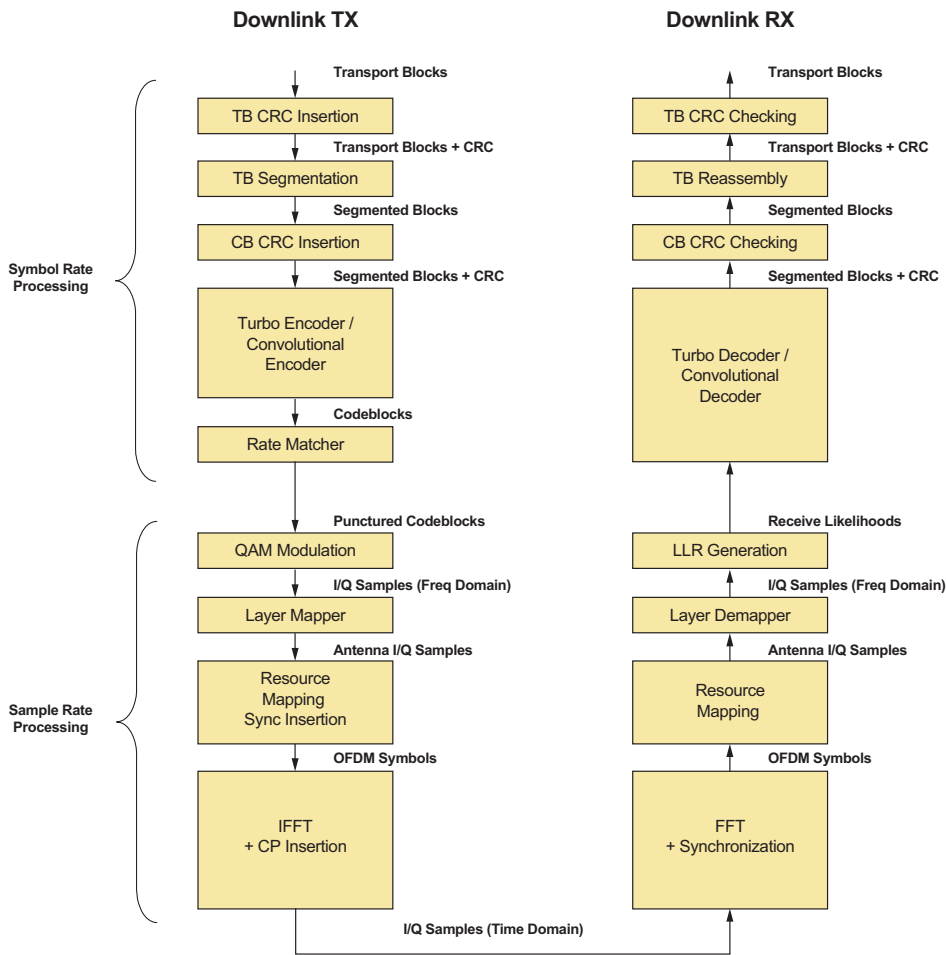 Downlink TX
Downlink RX
Transport Blocks
TB CRC Insertion
Transport Blocks + CRC
TB Segmentation
Segmented Blocks
CB CRC Insertion
Segmented Blocks + CRC
Turbo Encoder /
Convolutional
Encoder
Codeblocks
Rate Matcher
Symbol Rate
Processing
Punctured Codeblocks
QAM Modulation
I/Q Samples (Freq Domain)
Layer Mapper
Antenna I/Q Samples
Resource
Mapping
Sync Insertion
OFDM Symbols
IFFT
+ CP Insertion
Sample Rate
Processing
I/Q Samples (Time Domain)
Transport Blocks
TB CRC Checking
Transport Blocks + CRC
TB Reassembly
Segmented Blocks
CB CRC Checking
Segmented Blocks + CRC
Turbo Decoder /
Convolutional
Decoder
Receive Likelihoods
LLR Generation
I/Q Samples (Freq Domain)
Layer Demapper
Antenna I/Q Samples
Resource
Mapping
OFDM Symbols
FFT
+ Synchronization